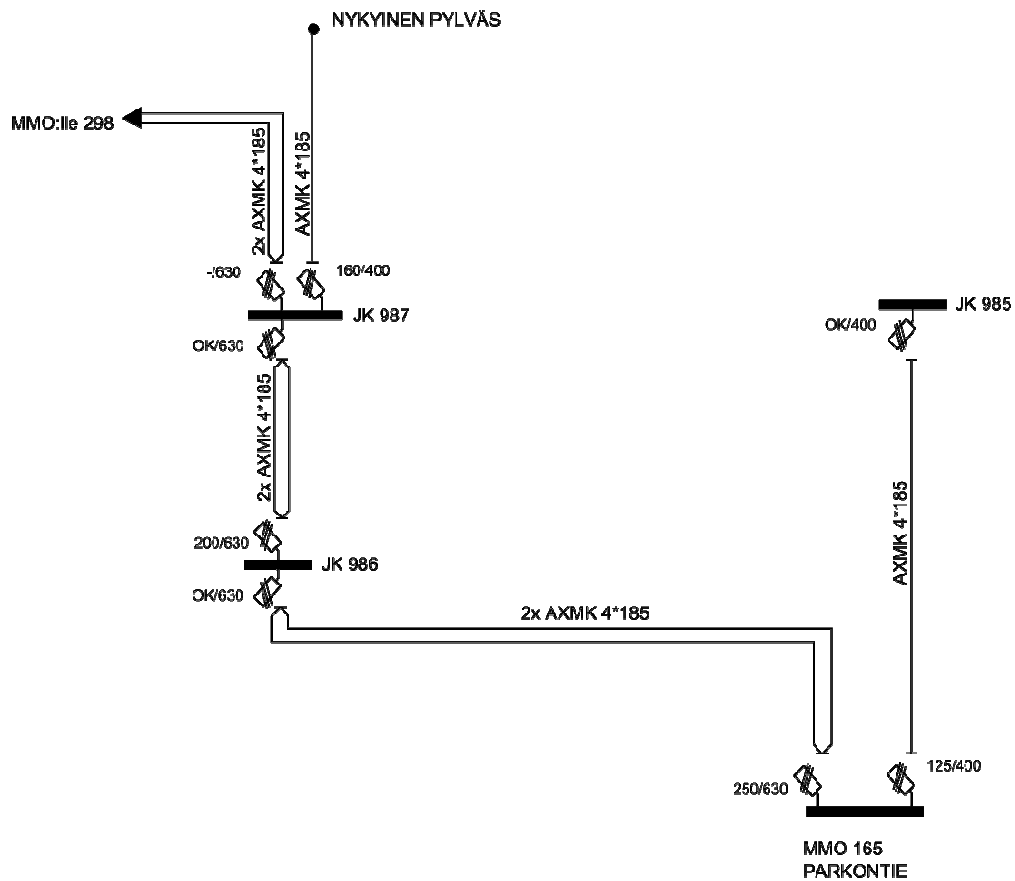 NYKYINEN PYLVÄS
MMO:lle 298
2x AXMK 4*185
AXMK 4*185
-/630
160/400
JK 987
JK 985
OK/630
OK/400
2x AXMK 4*185
AXMK 4*185
200/630
JK 986
OK/630
2x AXMK 4*185
250/630
125/400
MMO 165
PARKONTIE